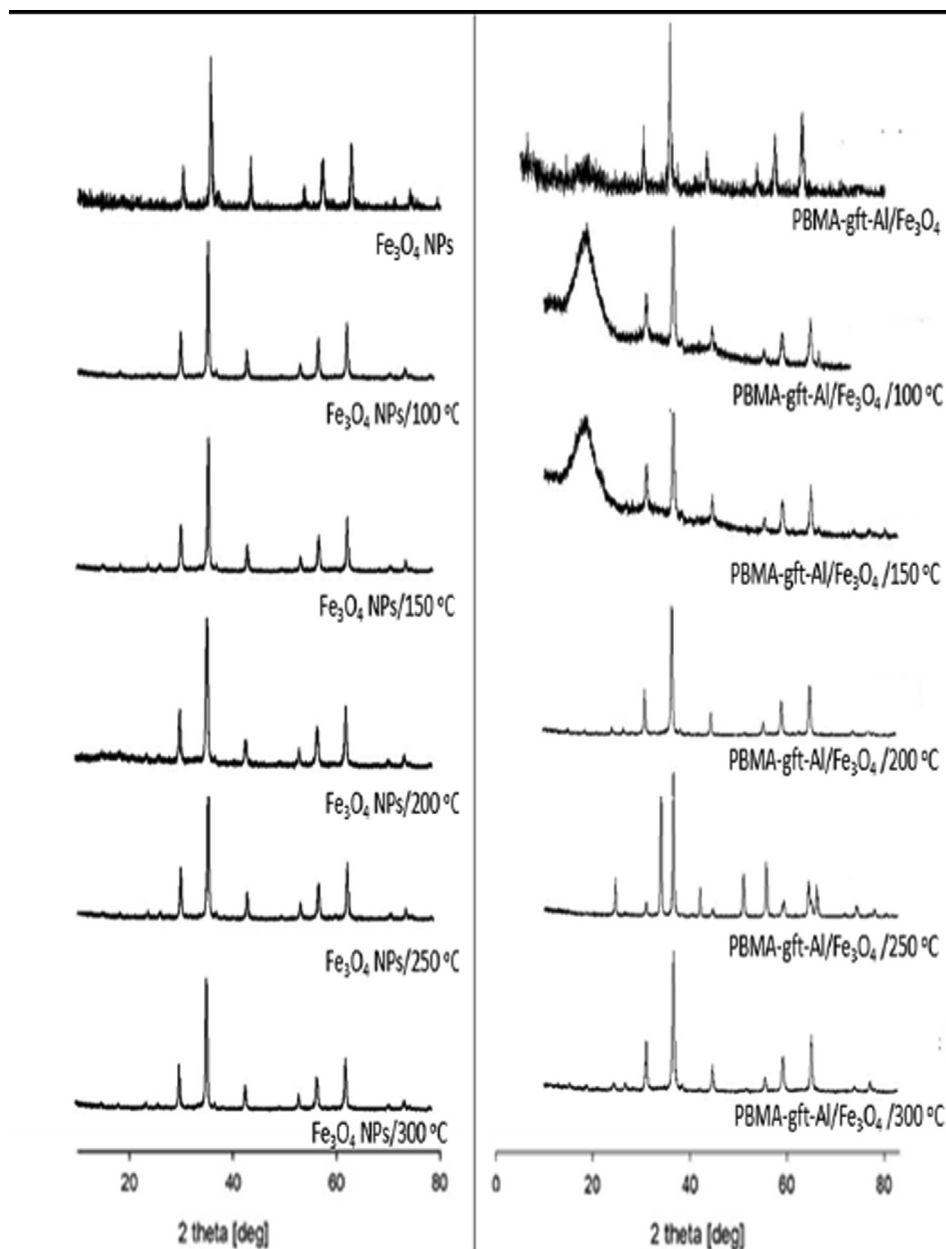 Fe₃O₄ NPs
Fe₃O₄ NPs/100 °C
Fe₃O₄ NPs/150 °C
Fe₃O₄ NPs/200 °C
Fe₃O₄ NPs/250 °C
Fe₃O₄ NPs/300 °C
20 40 60 80
2 theta [deg]
PBMA-gft-Al/Fe₃O₄
PBMA-gft-Al/Fe₃O₄ /100 °C
PBMA-gft-Al/Fe₃O₄ /150 °C
PBMA-gft-Al/Fe₃O₄ /200 °C
PBMA-gft-Al/Fe₃O₄ /250 °C
PBMA-gft-Al/Fe₃O₄ /300 °C
0 20 40 60 80
2 theta [deg]